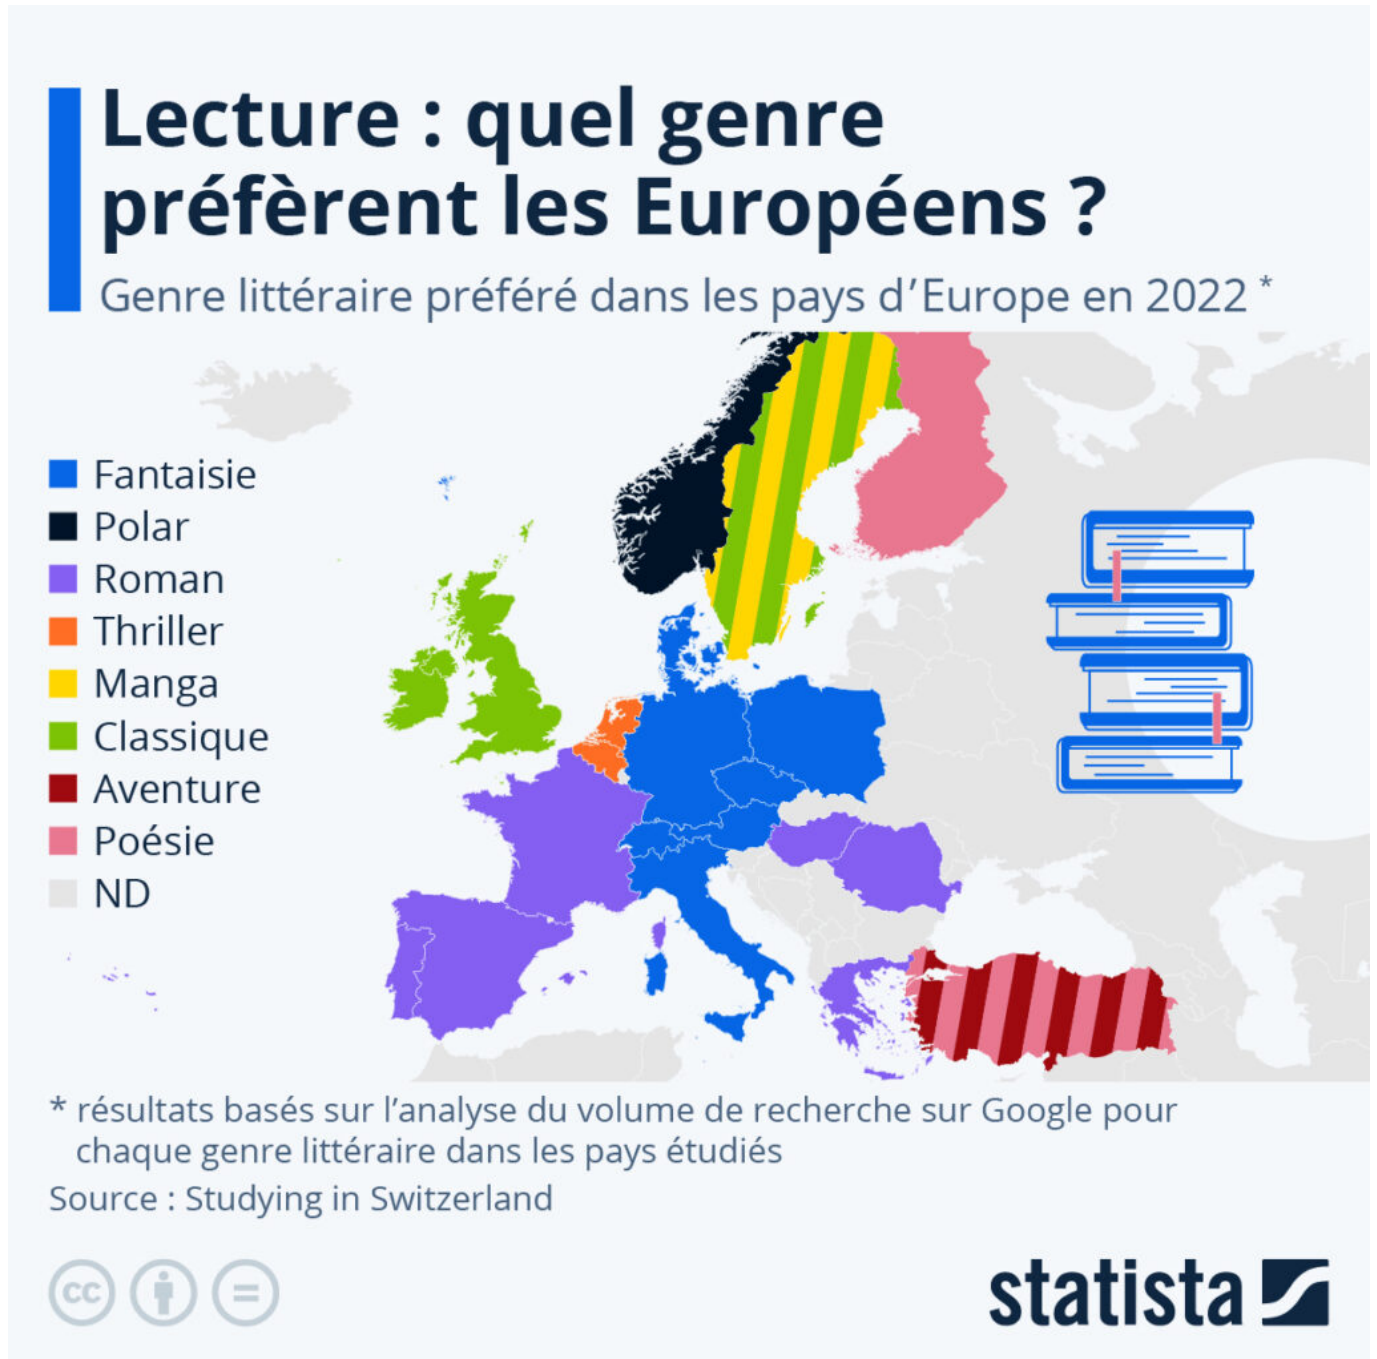 Lecture : quel genre
préfèrent les Européens ?
Genre littéraire préféré dans les pays d’Europe en 2022 *
Fantaisie
Polar
Roman
Thriller
Manga
Classique
Aventure
Poésie
ND
* résultats basés sur l’analyse du volume de recherche sur Google pour
chaque genre littéraire dans les pays étudiés
Source : Studying in Switzerland
cc
statista